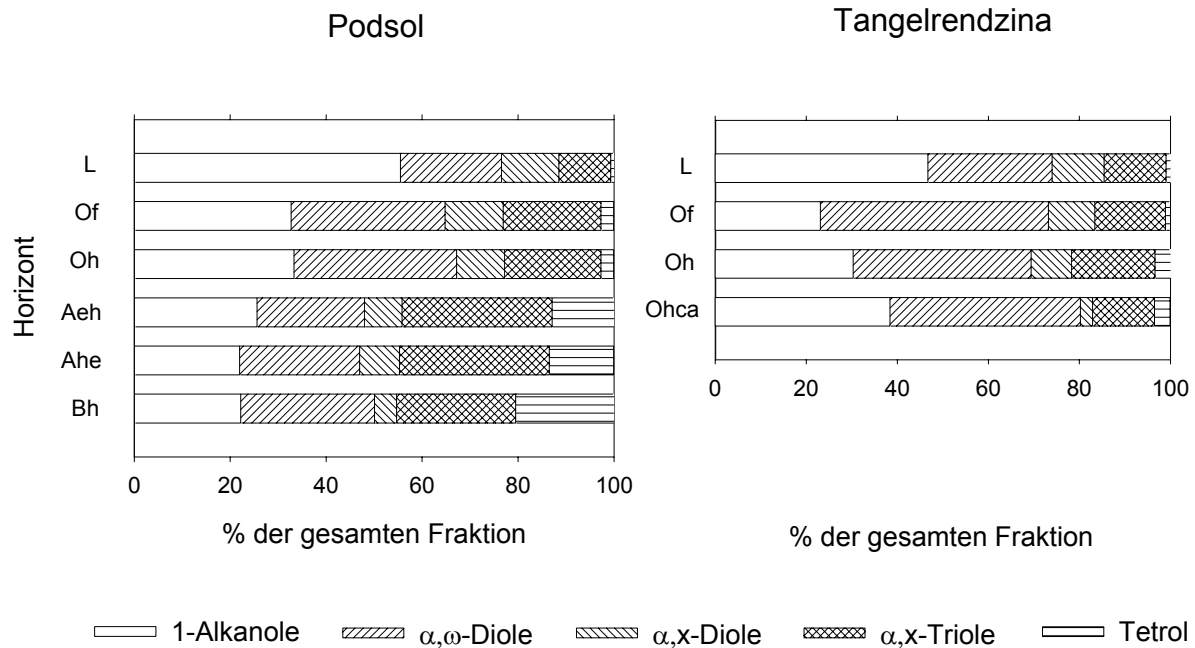 Podsol
Tangelrendzina
Horizont
L
Of
Oh
Aeh
Ahe
Bh
0 20 40 60 80 100
% der gesamten Fraktion
L
Of
Oh
Ohca
0 20 40 60 80 100
% der gesamten Fraktion
1-Alkanole α,ω-Diole α,x-Diole α,x-Triole Tetrol